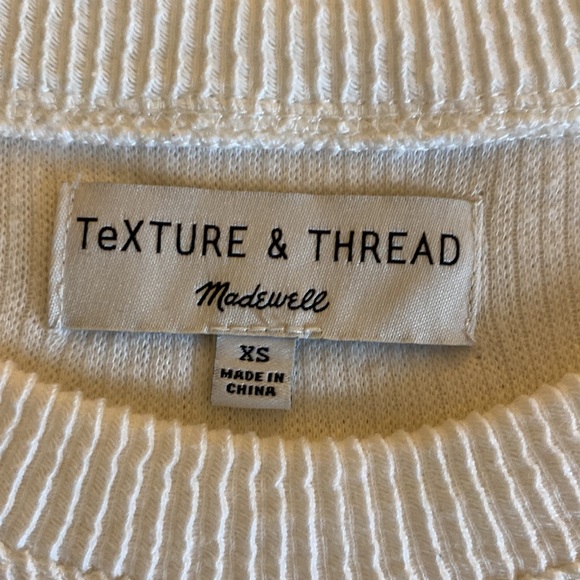 TeXTURE & THREAD
Madewell
XS
MADE IN
CHINA